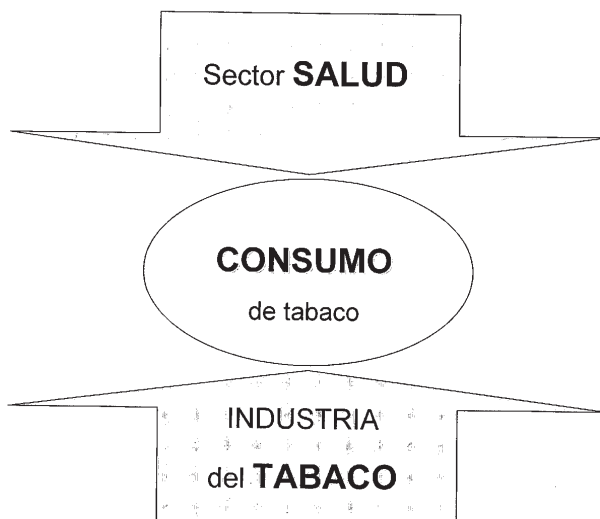 Sector SALUD
CONSUMO
de tabaco
INDUSTRIA
del TABACO